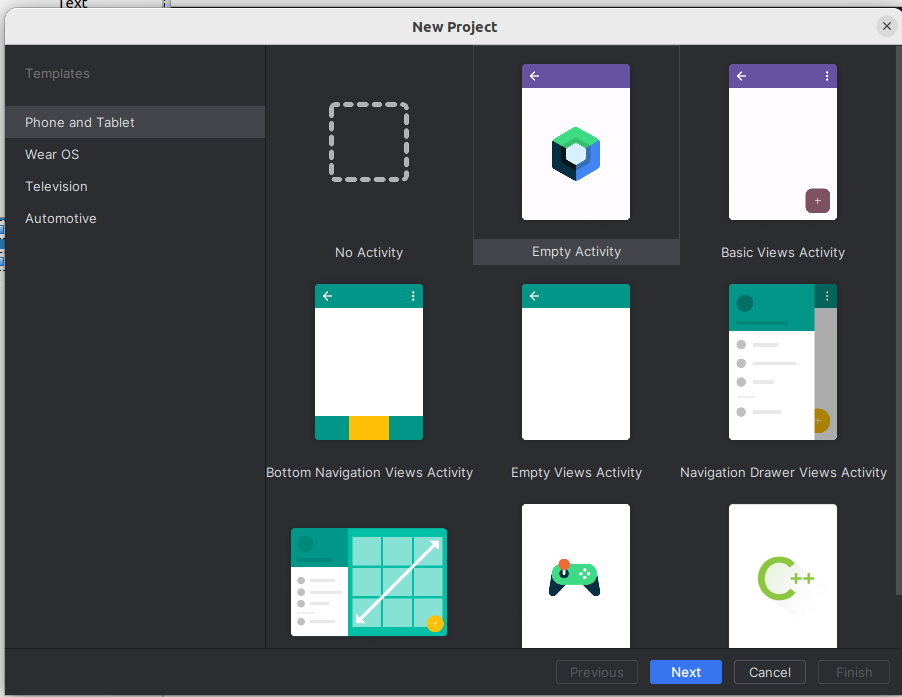 Text
New Project
Templates
Phone and Tablet
Wear OS
Television
Automotive
No Activity
Empty Activity
Basic Views Activity
Bottom Navigation Views Activity
Empty Views Activity
Navigation Drawer Views Activity
C++
Previous
Next
Cancel
Finish